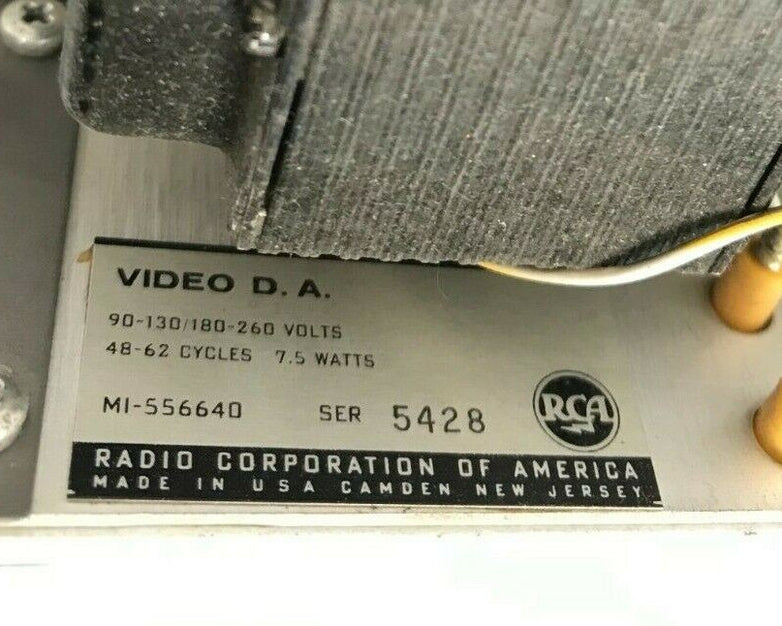 VIDEO D.A.
90-130/180-260 VOLTS
48-62 CYCLES 7.5 WATTS
MI-556640 SER 5428
RCA
RADIO CORPORATION OF AMERICA
MADE IN USA CAMDEN NEW JERSEY